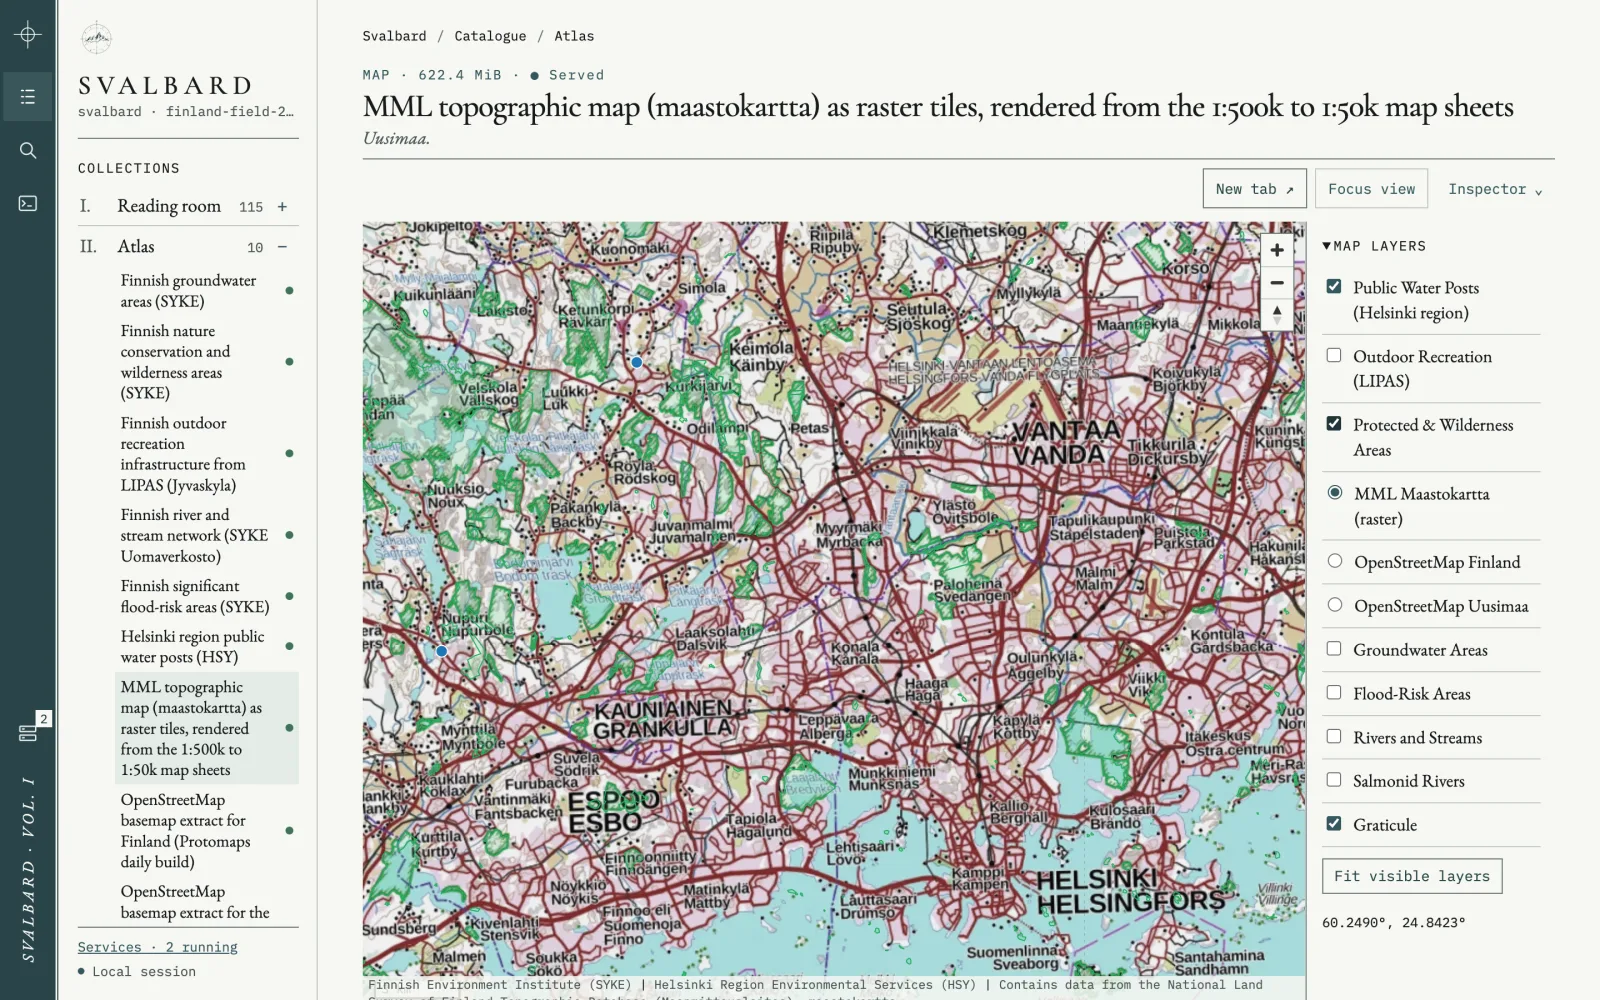 SVALBARD
svalbard · finland-field-2…
COLLECTIONS
I. Reading room 115 +
II. Atlas 10 −
Finnish groundwater
areas (SYKE)
Finnish nature
conservation and
wilderness areas
(SYKE)
Finnish outdoor
recreation
infrastructure from
LIPAS (Jyvaskyla)
Finnish river and
stream network (SYKE
Uomaverkosto)
Finnish significant
flood-risk areas (SYKE)
Helsinki region public
water posts (HSY)
MML topographic
map (maastokartta) as
raster tiles, rendered
from the 1:500k to
1:50k map sheets
OpenStreetMap
basemap extract for
Finland (Protomaps
daily build)
OpenStreetMap
basemap extract for the
Services · 2 running
Local session
2
SVALBARD · VOL. I
Svalbard / Catalogue / Atlas
MAP · 622.4 MiB · ● Served
MML topographic map (maastokartta) as raster tiles, rendered from the 1:500k to 1:50k map sheets
Uusimaa.
New tab ↗
Focus view
Inspector ⌄
Jokipelto
Kuonomäki
Riipilä
Ripuby
Klemetskog
Korso
Kuikunlääni
Simola
Lakisto
Ketunkorpi
Rävkärr
Seutula
Sjöskog
Myllykylä
Maarinkylä
Mikkola
Keimola
Käinby
HELSINKI-VANTAAN LENTOASEMA
HELSINGFORS-VANDA FLYGPLATS
Koivukylä
Björkby
Velskola
Vällskog
Luukki
Luk
Kurkijärvi
Odilampi
Petas
Viinikkala
Vinikby
VANTAA
VANDA
Tikkurila
Dickursby
Röylä
Rödskog
Nuuksio
Noux
Pakankylä
Backby
Juvanmalmi
Juvamalmen
Myyrmäki
Myrbacka
Ylästö
Övitsböle
Tapulikaupunki
Stapelstaden
Puistola
Parkstad
Hakunila
Håkansb
Malmi
Malm
Paloheinä
Svedängen
Nupuri
Nupurböle
Laaksolahti
Dalsvik
Konala
Kånala
Oulunkylä
Åggelby
Kontula
Gårdsbacka
Viikki
Vik
Haaga
Haga
KAUNIAINEN
GRANKULLA
Leppävaara
Alberga
Käpylä
Kottby
Mynttilä
Myntböle
Itäkeskus
Östra centrum
Suvela
Södrik
Kauklahti
Köklax
Furubacka
Vantinmäki
Fantsbacken
ESPOO
ESBO
Munkkiniemi
Munksnäs
Laajalahti
Bredviken
Kallio
Berghäll
Kulosaari
Brändö
Tapiola
Hagalund
Kurttila
Kurtby
Lehtisaari
Lövö
Finnoonniitty
Finnoängen
Kamppi
Kampen
HELSINKI
HELSINGFORS
Villinki
Villinge
Nöykkiö
Nöykis
Matinkylä
Mattby
Lauttasaari
Drumsö
Sundsberg
Kivenlahti
Stensvik
Finnoo eli
Suomenoja
Finno
Malmen
Soukka
Sökö
Suomenlinna
Sveaborg
Santahamina
Sandhamn
Finnish Environment Institute (SYKE) | Helsinki Region Environmental Services (HSY) | Contains data from the National Land
▼MAP LAYERS
Public Water Posts
(Helsinki region)
Outdoor Recreation
(LIPAS)
Protected & Wilderness
Areas
MML Maastokartta
(raster)
OpenStreetMap Finland
OpenStreetMap Uusimaa
Groundwater Areas
Flood-Risk Areas
Rivers and Streams
Salmonid Rivers
Graticule
Fit visible layers
60.2490°, 24.8423°